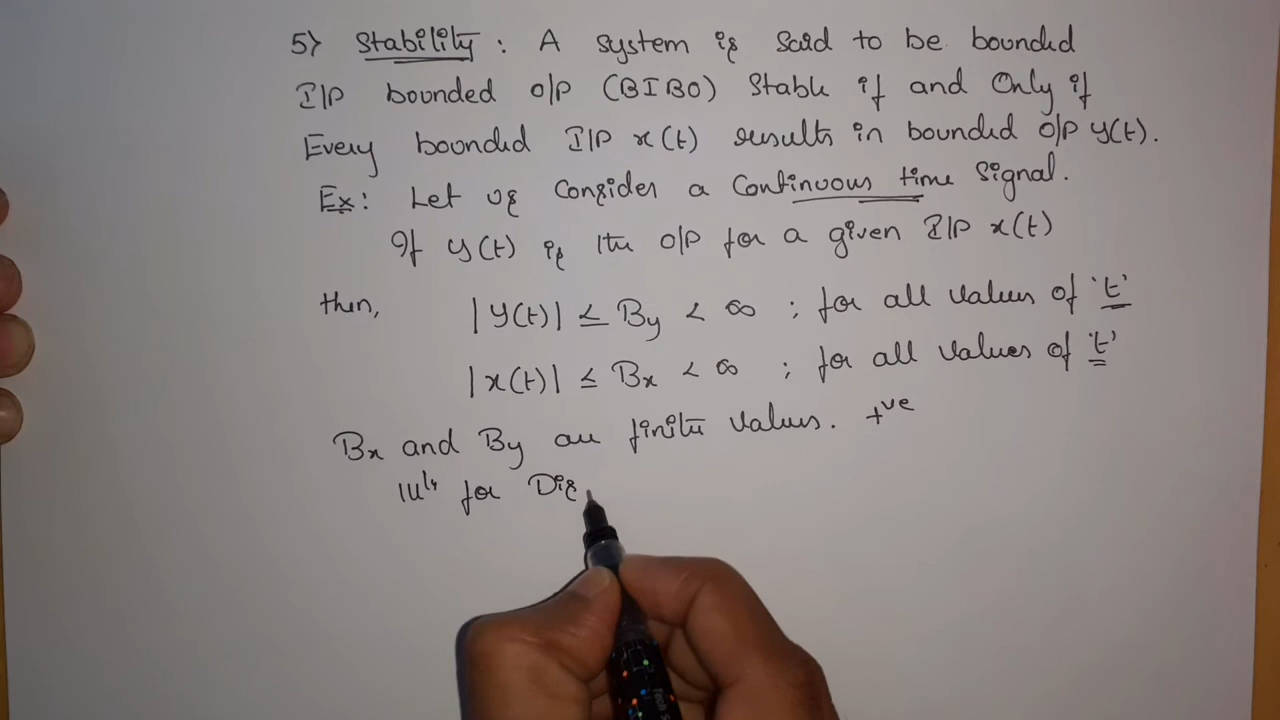 5) Stability : A system is said to be bounded
I/P bounded O/P (BIBO) Stable if and Only if
Every bounded I/P x(t) results in bounded O/P y(t).
Ex: Let us Consider a Continuous time Signal.
If y(t) is the O/P for a given I/P x(t)
then, |y(t)| ≤ By < ∞ ; for all values of 't'
|x(t)| ≤ Bx < ∞ ; for all values of 't'
Bx and By are finite values. +ve
|||ly for Dis